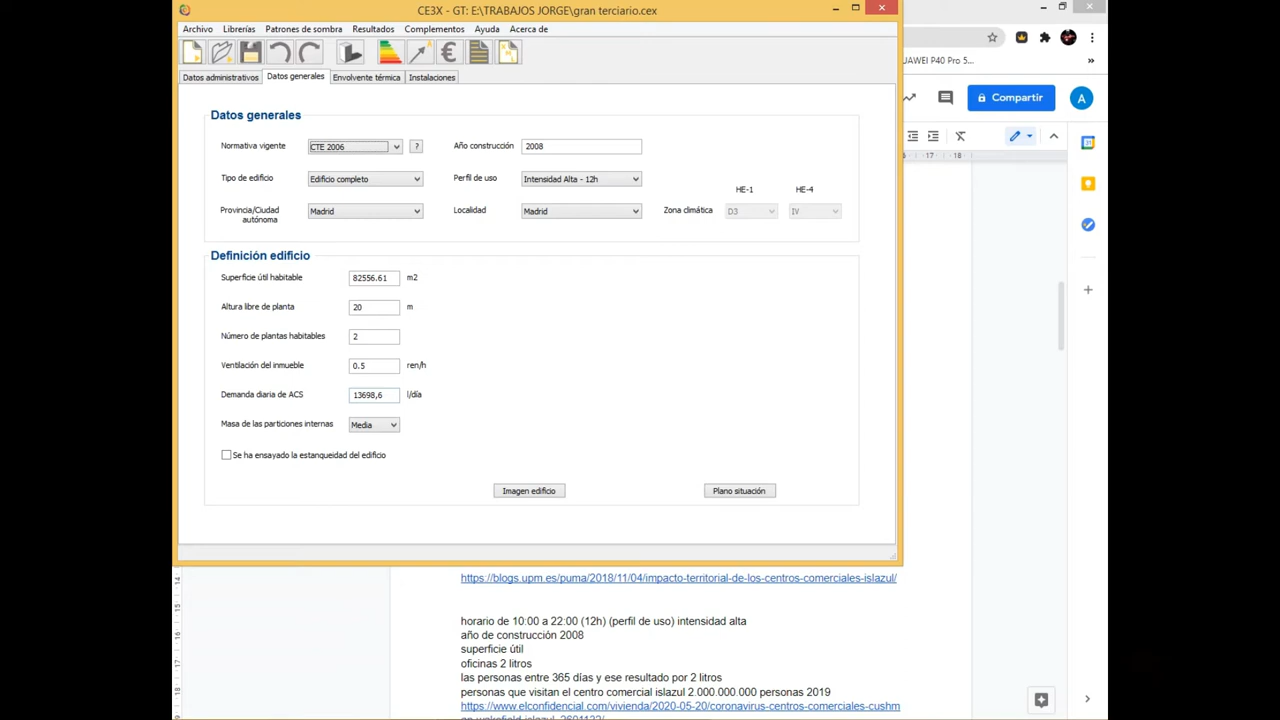 CE3X - GT: E:\TRABAJOS JORGE\gran terciario.cex
Archivo Librerías Patrones de sombra Resultados Complementos Ayuda Acerca de
Datos administrativos Datos generales Envolvente térmica Instalaciones
Datos generales
Normativa vigente CTE 2006 ? Año construcción 2008
Tipo de edificio Edificio completo Perfil de uso Intensidad Alta - 12h
HE-1 HE-4
Provincia/Ciudad autónoma Madrid Localidad Madrid Zona climática D3 IV
Definición edificio
Superficie útil habitable 82556.61 m2
Altura libre de planta 20 m
Número de plantas habitables 2
Ventilación del inmueble 0.5 ren/h
Demanda diaria de ACS 13698,6 l/día
Masa de las particiones internas Media
Se ha ensayado la estanqueidad del edificio
Imagen edificio Plano situación
UAWEI P40 Pro 5... »
Compartir A
17 18
31
14
15
16
17
18
https://blogs.upm.es/puma/2018/11/04/impacto-territorial-de-los-centros-comerciales-islazul/
horario de 10:00 a 22:00 (12h) (perfil de uso) intensidad alta
año de construcción 2008
superficie útil
oficinas 2 litros
las personas entre 365 días y ese resultado por 2 litros
personas que visitan el centro comercial islazul 2.000.000.000 personas 2019
https://www.elconfidencial.com/vivienda/2020-05-20/coronavirus-centros-comerciales-cushm